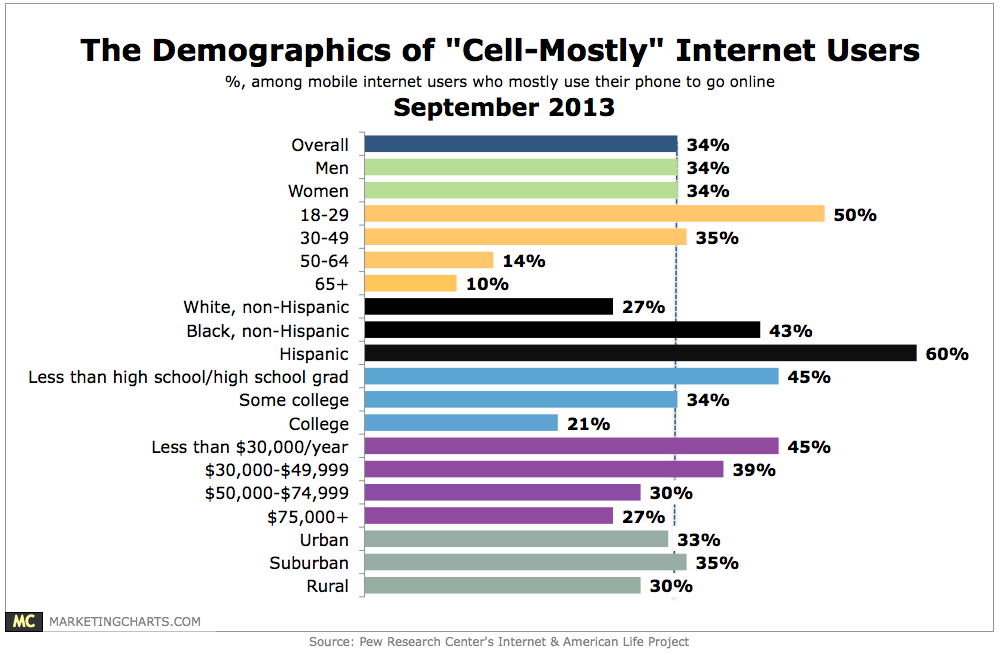 The Demographics of "Cell-Mostly" Internet Users
%, among mobile internet users who mostly use their phone to go online
September 2013
Overall 34%
Men 34%
Women 34%
18-29 50%
30-49 35%
50-64 14%
65+ 10%
White, non-Hispanic 27%
Black, non-Hispanic 43%
Hispanic 60%
Less than high school/high school grad 45%
Some college 34%
College 21%
Less than $30,000/year 45%
$30,000-$49,999 39%
$50,000-$74,999 30%
$75,000+ 27%
Urban 33%
Suburban 35%
Rural 30%
MC MARKETINGCHARTS.COM
Source: Pew Research Center's Internet & American Life Project